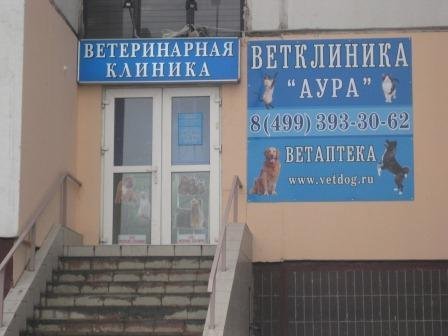 ВЕТЕРИНАРНАЯ
КЛИНИКА
ВЕТКЛИНИКА
"АУРА"
8(499) 393-30-62
ВЕТАПТЕКА
www.vetdog.ru